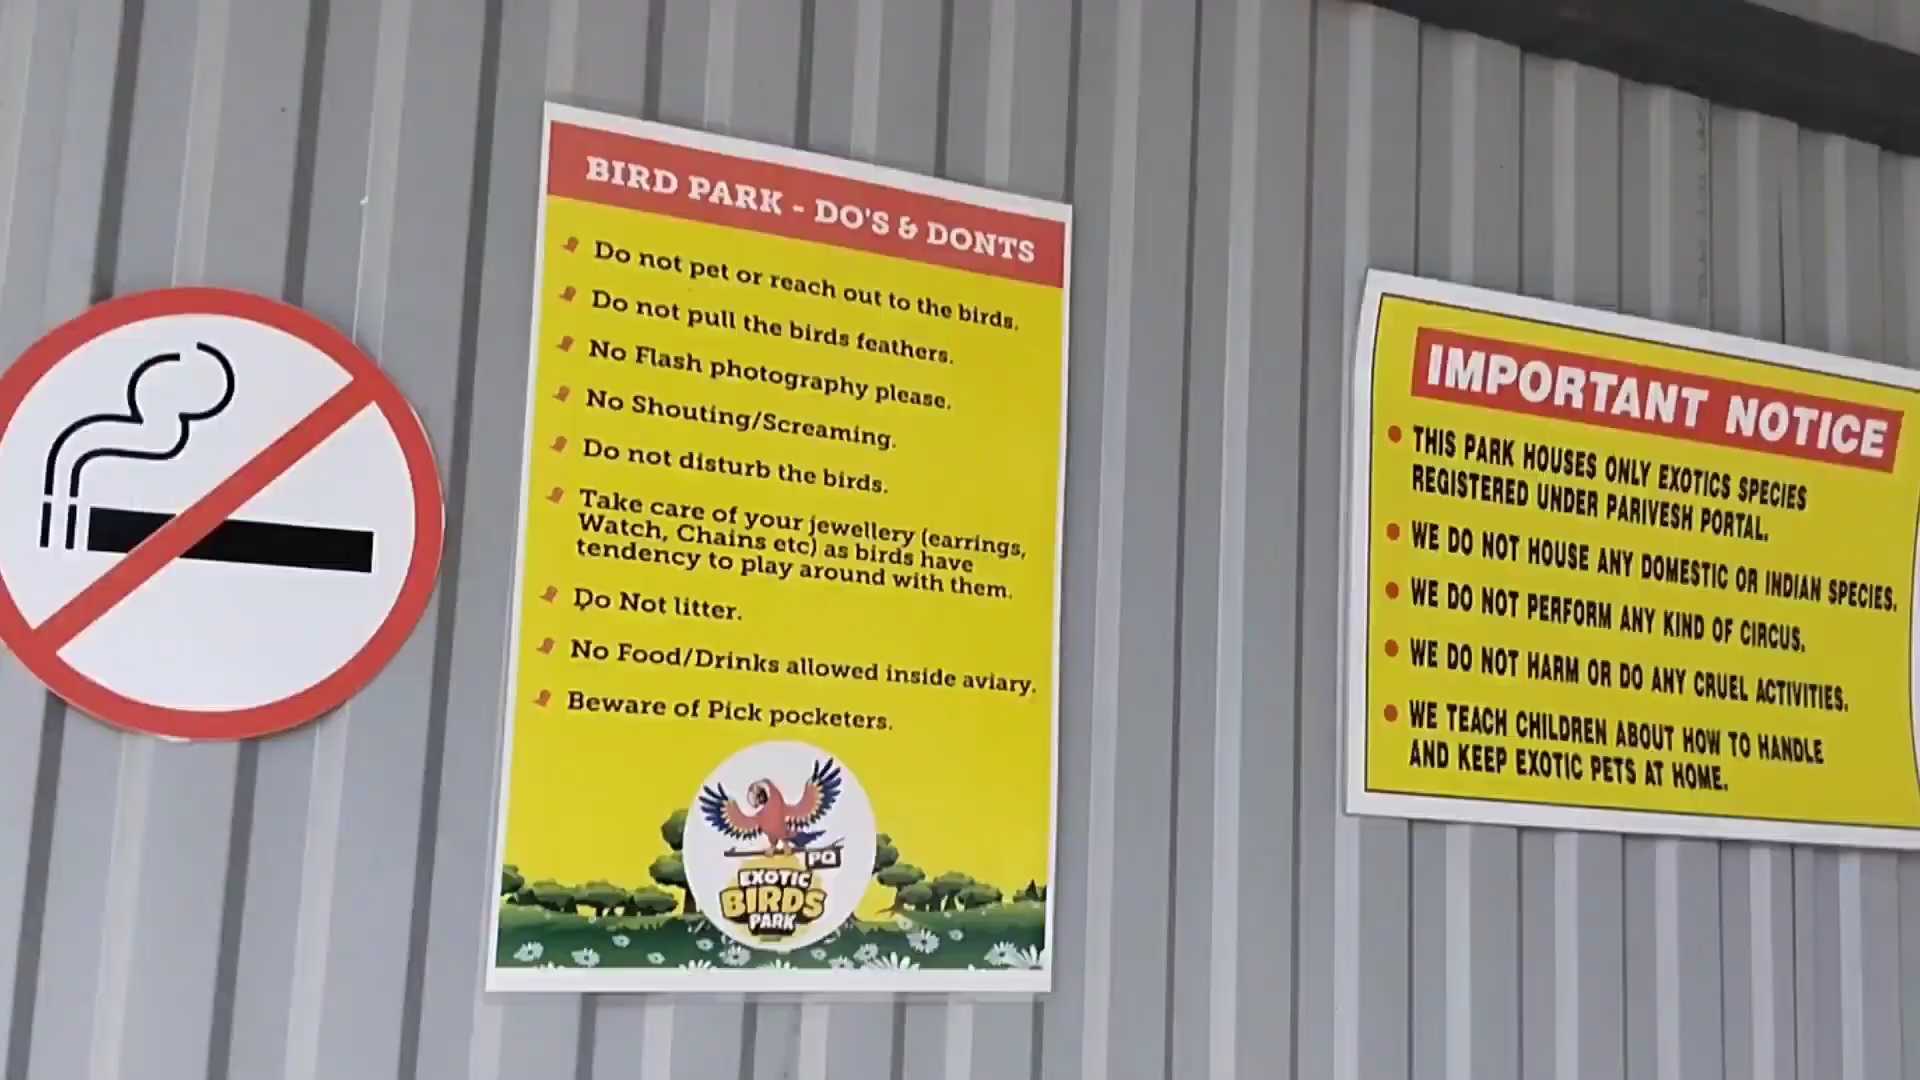 BIRD PARK - DO'S & DONTS
Do not pet or reach out to the birds.
Do not pull the birds feathers.
No Flash photography please.
No Shouting/Screaming.
Do not disturb the birds.
Take care of your jewellery (earrings,
Watch, Chains etc) as birds have
tendency to play around with them.
Do Not litter.
No Food/Drinks allowed inside aviary.
Beware of Pick pocketers.
PQ
EXOTIC
BIRDS
PARK
IMPORTANT NOTICE
THIS PARK HOUSES ONLY EXOTICS SPECIES
REGISTERED UNDER PARIVESH PORTAL.
WE DO NOT HOUSE ANY DOMESTIC OR INDIAN SPECIES.
WE DO NOT PERFORM ANY KIND OF CIRCUS.
WE DO NOT HARM OR DO ANY CRUEL ACTIVITIES.
WE TEACH CHILDREN ABOUT HOW TO HANDLE
AND KEEP EXOTIC PETS AT HOME.